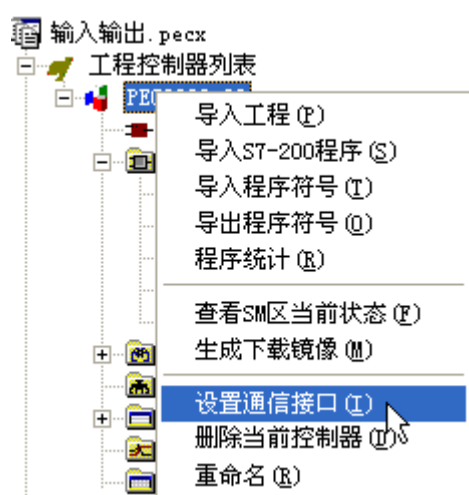 输入输出.pecx
工程控制器列表
导入工程(P)
导入S7-200程序(S)
导入程序符号(T)
导出程序符号(O)
程序统计(R)
查看SM区当前状态(F)
生成下载镜像(M)
设置通信接口(I)
删除当前控制器(D)
重命名(R)